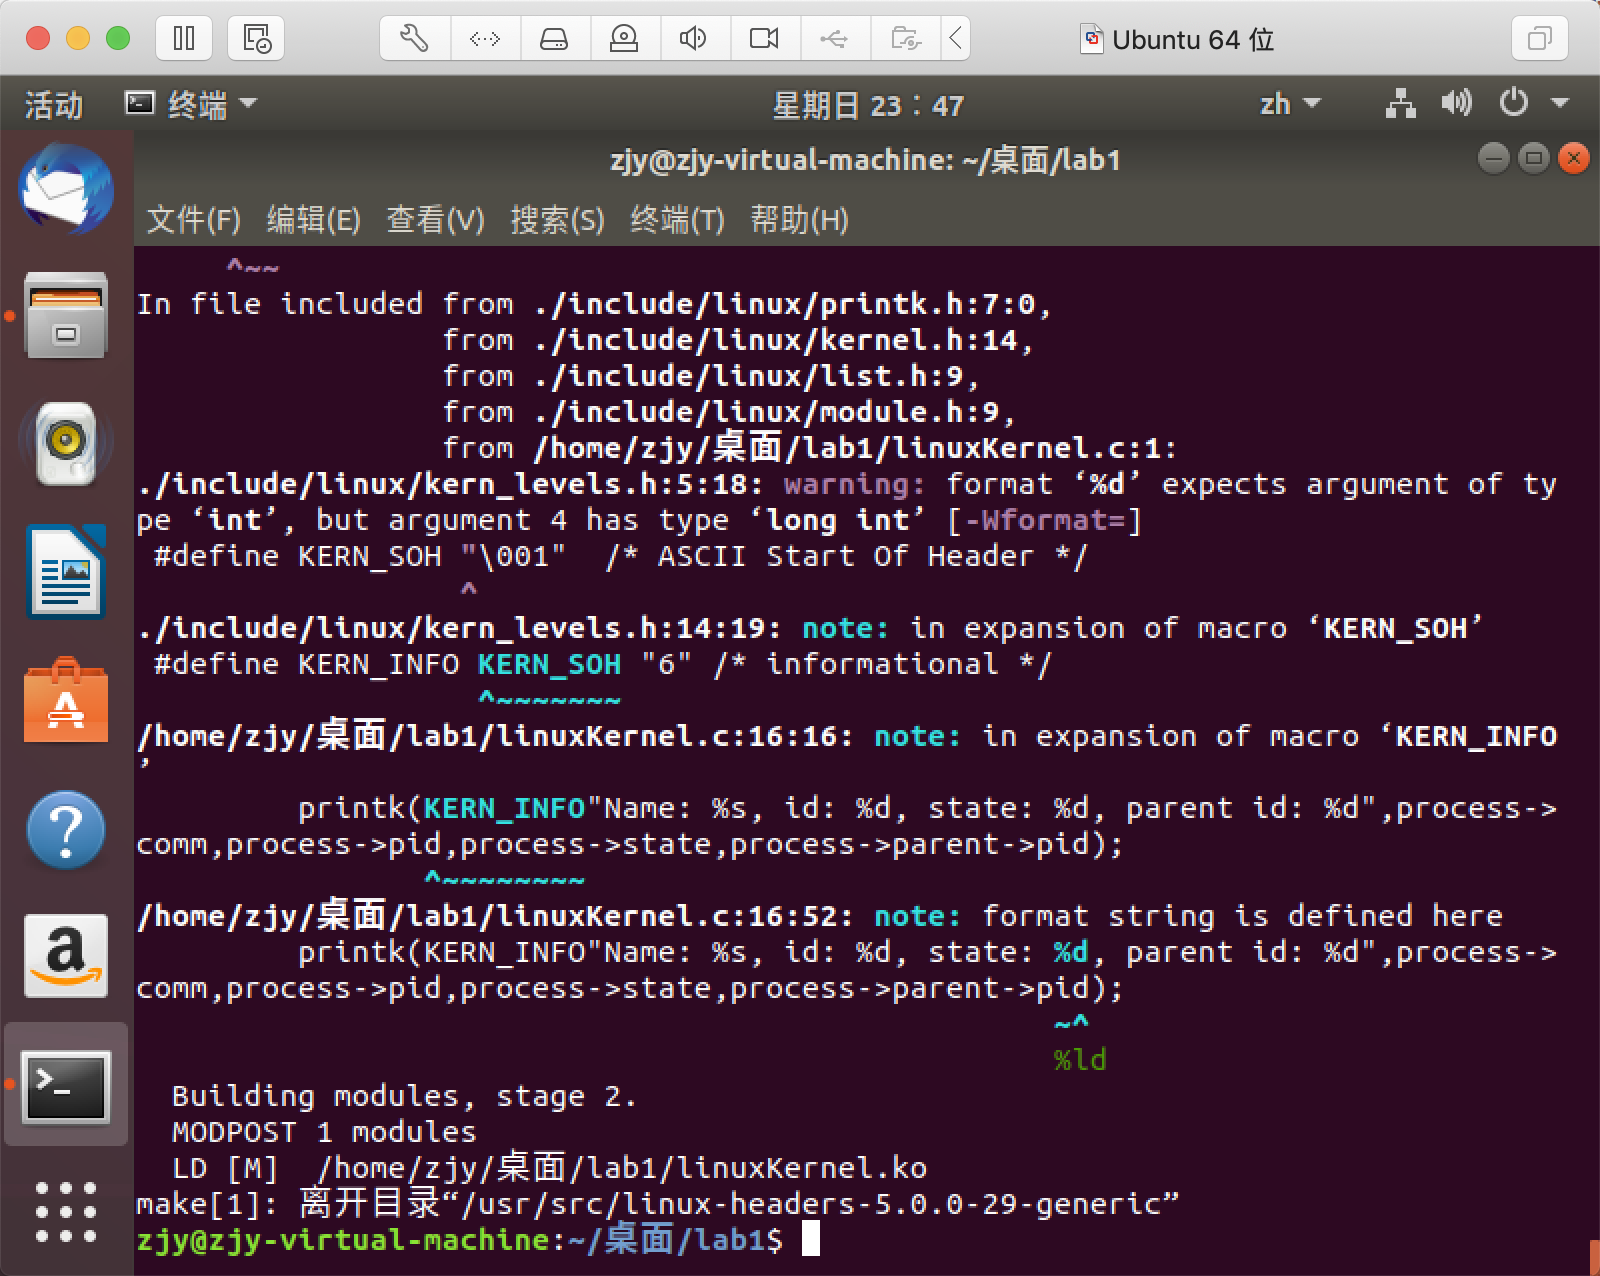 Ubuntu 64 位
活动 终端 星期日 23：47 zh
zjy@zjy-virtual-machine: ~/桌面/lab1
文件(F) 编辑(E) 查看(V) 搜索(S) 终端(T) 帮助(H)
^~~
In file included from ./include/linux/printk.h:7:0,
from ./include/linux/kernel.h:14,
from ./include/linux/list.h:9,
from ./include/linux/module.h:9,
from /home/zjy/桌面/lab1/linuxKernel.c:1:
./include/linux/kern_levels.h:5:18: warning: format ‘%d’ expects argument of ty
pe ‘int’, but argument 4 has type ‘long int’ [-Wformat=]
#define KERN_SOH "\001"  /* ASCII Start Of Header */
^
./include/linux/kern_levels.h:14:19: note: in expansion of macro ‘KERN_SOH’
#define KERN_INFO KERN_SOH "6" /* informational */
^~~~~~~~
/home/zjy/桌面/lab1/linuxKernel.c:16:16: note: in expansion of macro ‘KERN_INFO
’
printk(KERN_INFO"Name: %s, id: %d, state: %d, parent id: %d",process->
comm,process->pid,process->state,process->parent->pid);
^~~~~~~~~
/home/zjy/桌面/lab1/linuxKernel.c:16:52: note: format string is defined here
printk(KERN_INFO"Name: %s, id: %d, state: %d, parent id: %d",process->
comm,process->pid,process->state,process->parent->pid);
~^
%ld
Building modules, stage 2.
MODPOST 1 modules
LD [M]  /home/zjy/桌面/lab1/linuxKernel.ko
make[1]: 离开目录“/usr/src/linux-headers-5.0.0-29-generic”
zjy@zjy-virtual-machine:~/桌面/lab1$